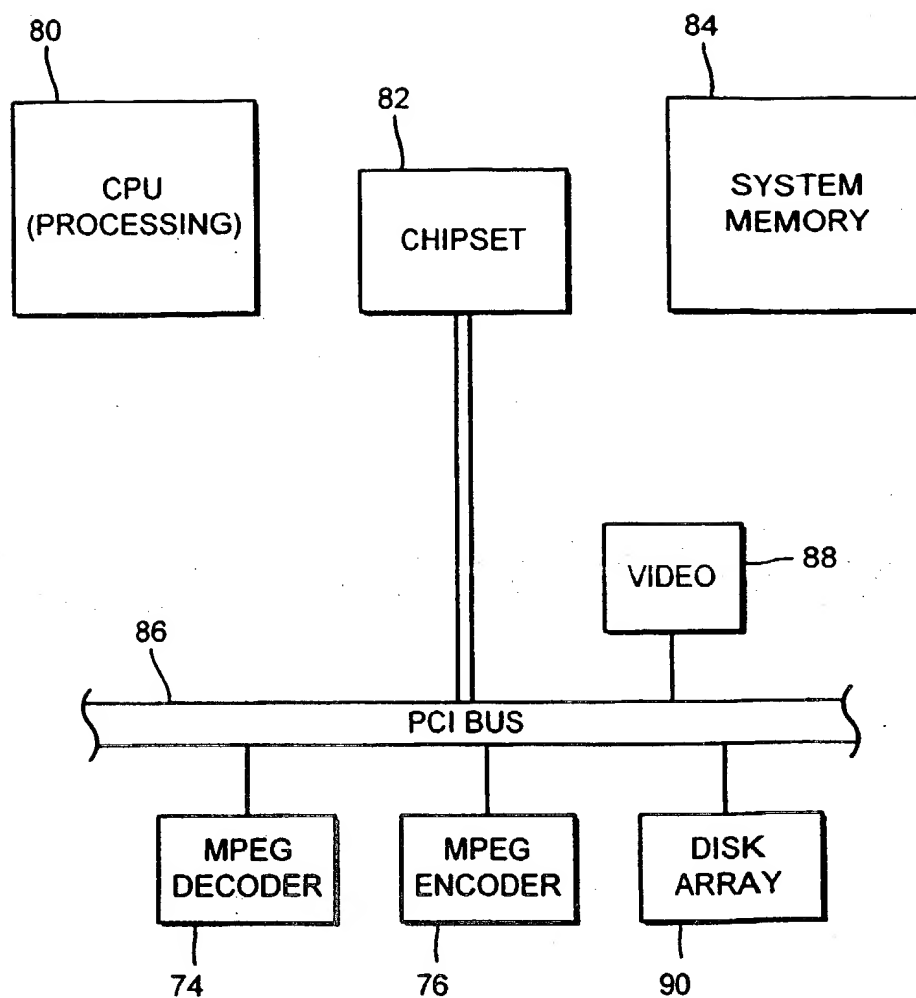 80
84
82
CPU
(PROCESSING)
CHIPSET
SYSTEM
MEMORY
VIDEO
88
86
PCI BUS
MPEG
DECODER
MPEG
ENCODER
DISK
ARRAY
74
76
90